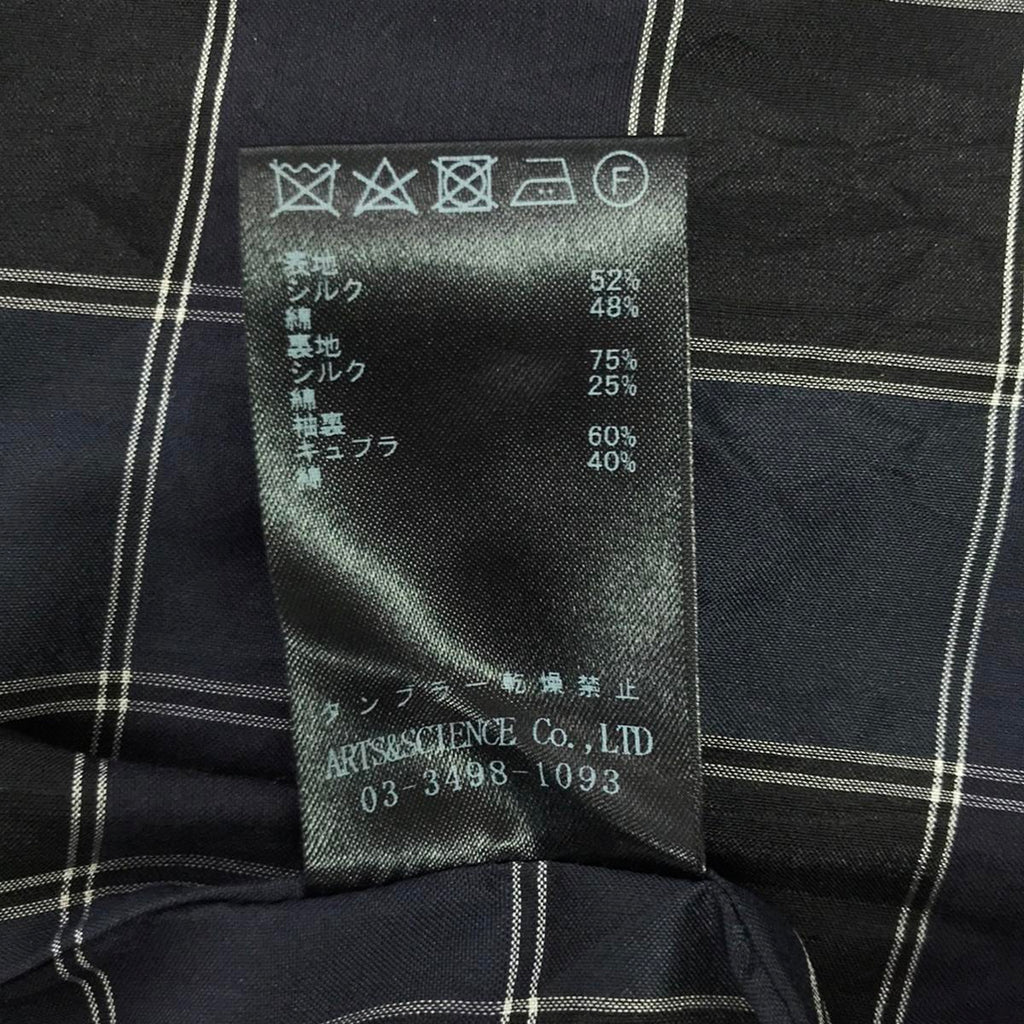 F
表地
シルク 52%
綿 48%
裏地
シルク 75%
綿 25%
袖裏
キュプラ 60%
綿 40%
タンブラー乾燥禁止
ARTS&SCIENCE Co.,LTD
03-3498-1093